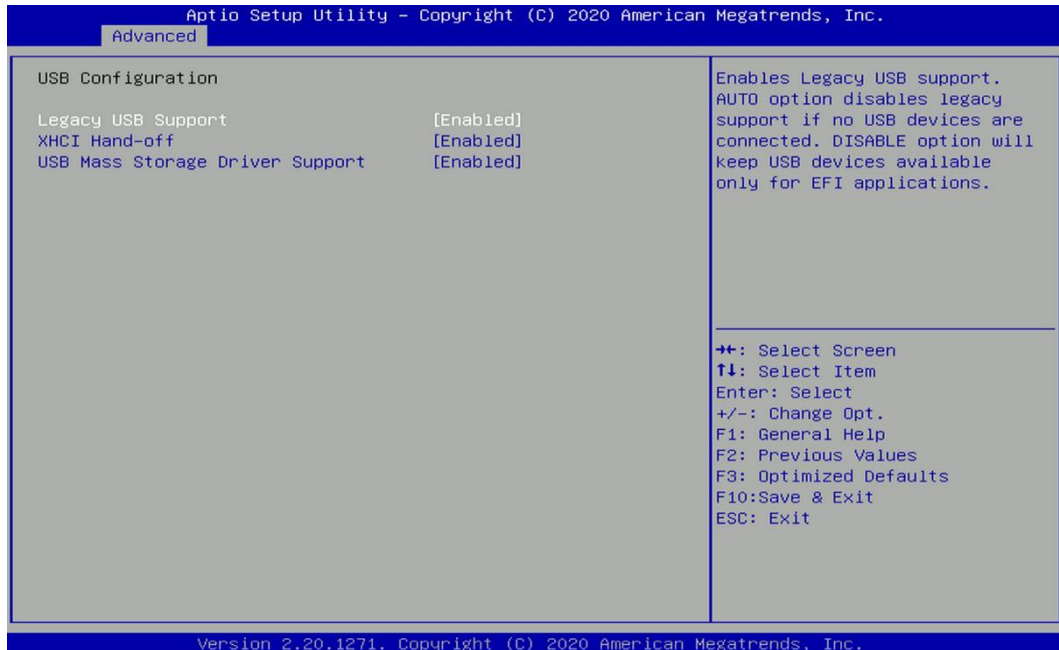 Aptio Setup Utility – Copyright (C) 2020 American Megatrends, Inc.
Advanced
USB Configuration
Legacy USB Support [Enabled]
XHCI Hand-off [Enabled]
USB Mass Storage Driver Support [Enabled]
Enables Legacy USB support.
AUTO option disables legacy
support if no USB devices are
connected. DISABLE option will
keep USB devices available
only for EFI applications.
→←: Select Screen
↑↓: Select Item
Enter: Select
+/-: Change Opt.
F1: General Help
F2: Previous Values
F3: Optimized Defaults
F10:Save & Exit
ESC: Exit
Version 2.20.1271. Copyright (C) 2020 American Megatrends, Inc.